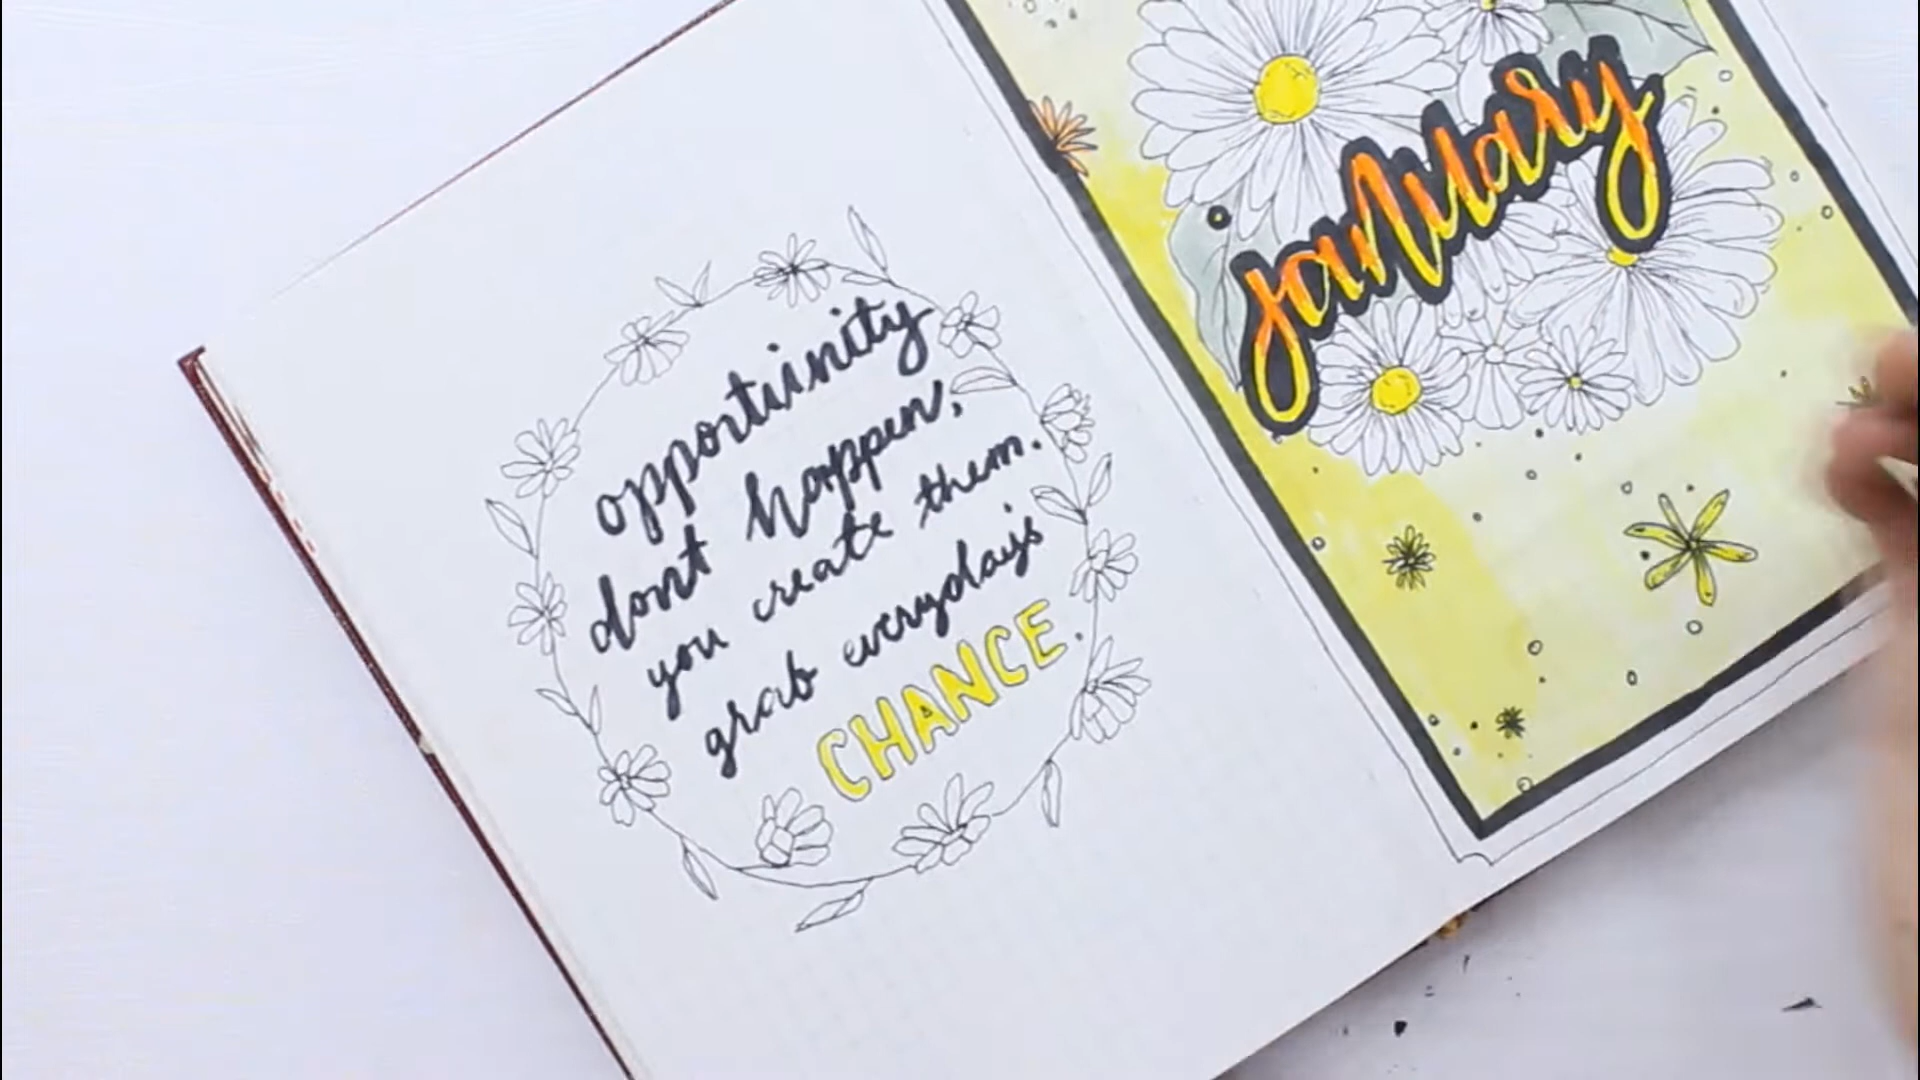 opportunity
dont happen,
you create them.
grab everyday's
CHANCE.
january